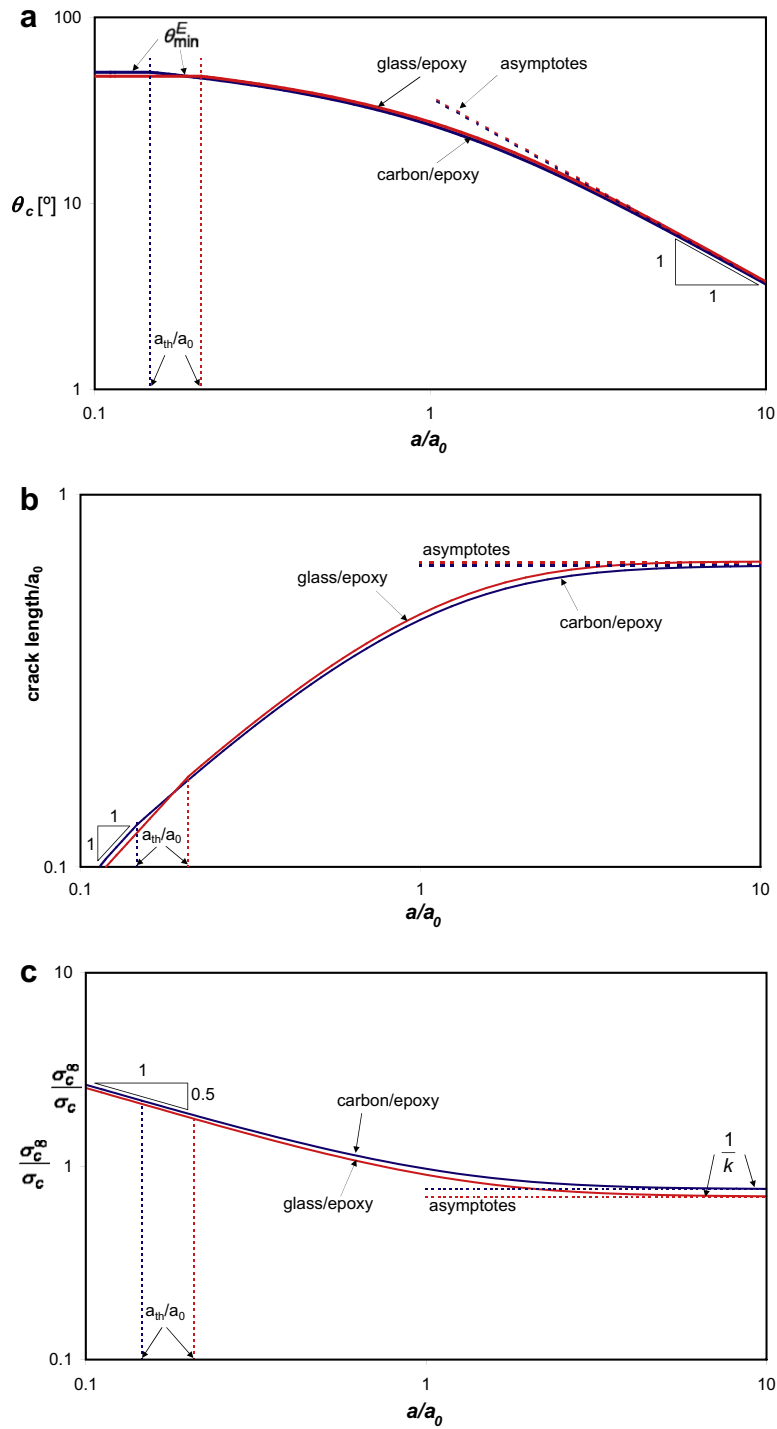 a
100
θ_min^E
glass/epoxy
asymptotes
carbon/epoxy
θc [º] 10
1
1
a_th/a_0
1
0.1 1 10
a/a_0
b
1
asymptotes
glass/epoxy
carbon/epoxy
crack length/a_0
1
1
a_th/a_0
0.1
0.1 1 10
a/a_0
c
10
1
0.5
σ_c^∞/σ_c
carbon/epoxy
1/k
σ_c^∞/σ_c
1
glass/epoxy
asymptotes
a_th/a_0
0.1
0.1 1 10
a/a_0